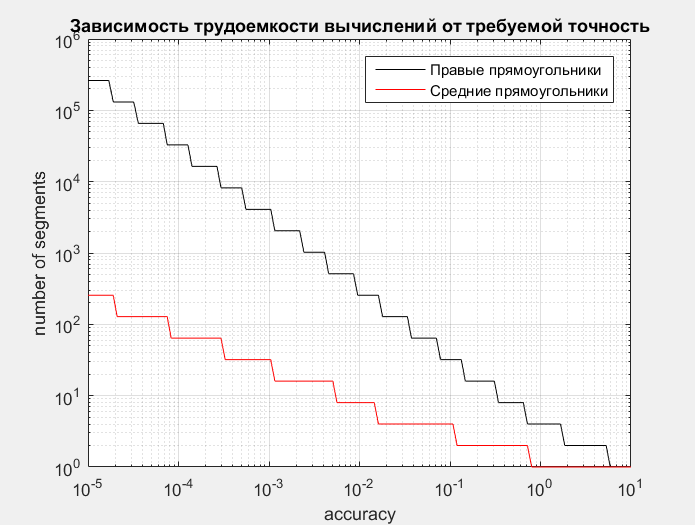 Зависимость трудоемкости вычислений от требуемой точность
Правые прямоугольники
Средние прямоугольники
number of segments
10^6
10^5
10^4
10^3
10^2
10^1
10^0
10^-5 10^-4 10^-3 10^-2 10^-1 10^0 10^1
accuracy